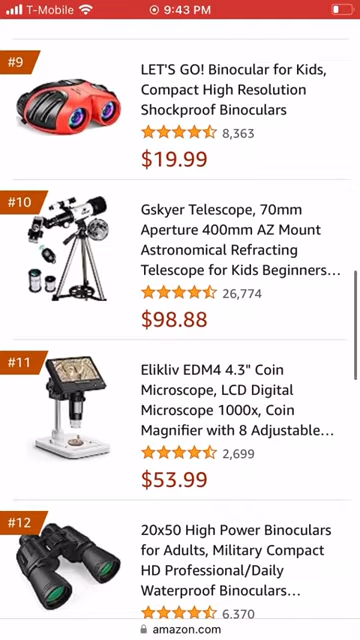 T-Mobile 9:43 PM
#9
LET'S GO! Binocular for Kids,
Compact High Resolution
Shockproof Binoculars
8,363
$19.99
#10
Gskyer Telescope, 70mm
Aperture 400mm AZ Mount
Astronomical Refracting
Telescope for Kids Beginners...
26,774
$98.88
#11
Elikliv EDM4 4.3" Coin
Microscope, LCD Digital
Microscope 1000x, Coin
Magnifier with 8 Adjustable...
2,699
$53.99
#12
20x50 High Power Binoculars
for Adults, Military Compact
HD Professional/Daily
Waterproof Binoculars...
6,370
amazon.com